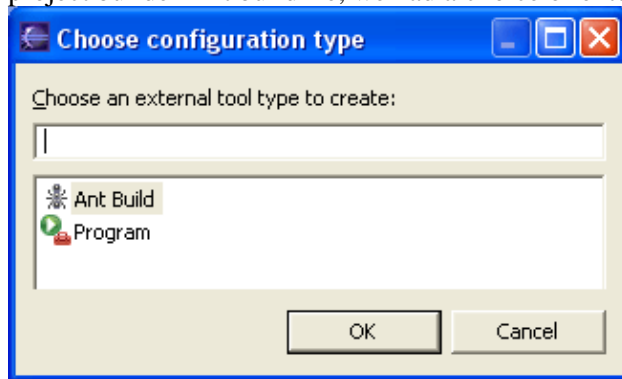 Choose configuration type
Choose an external tool type to create:
Ant Build
Program
OK
Cancel